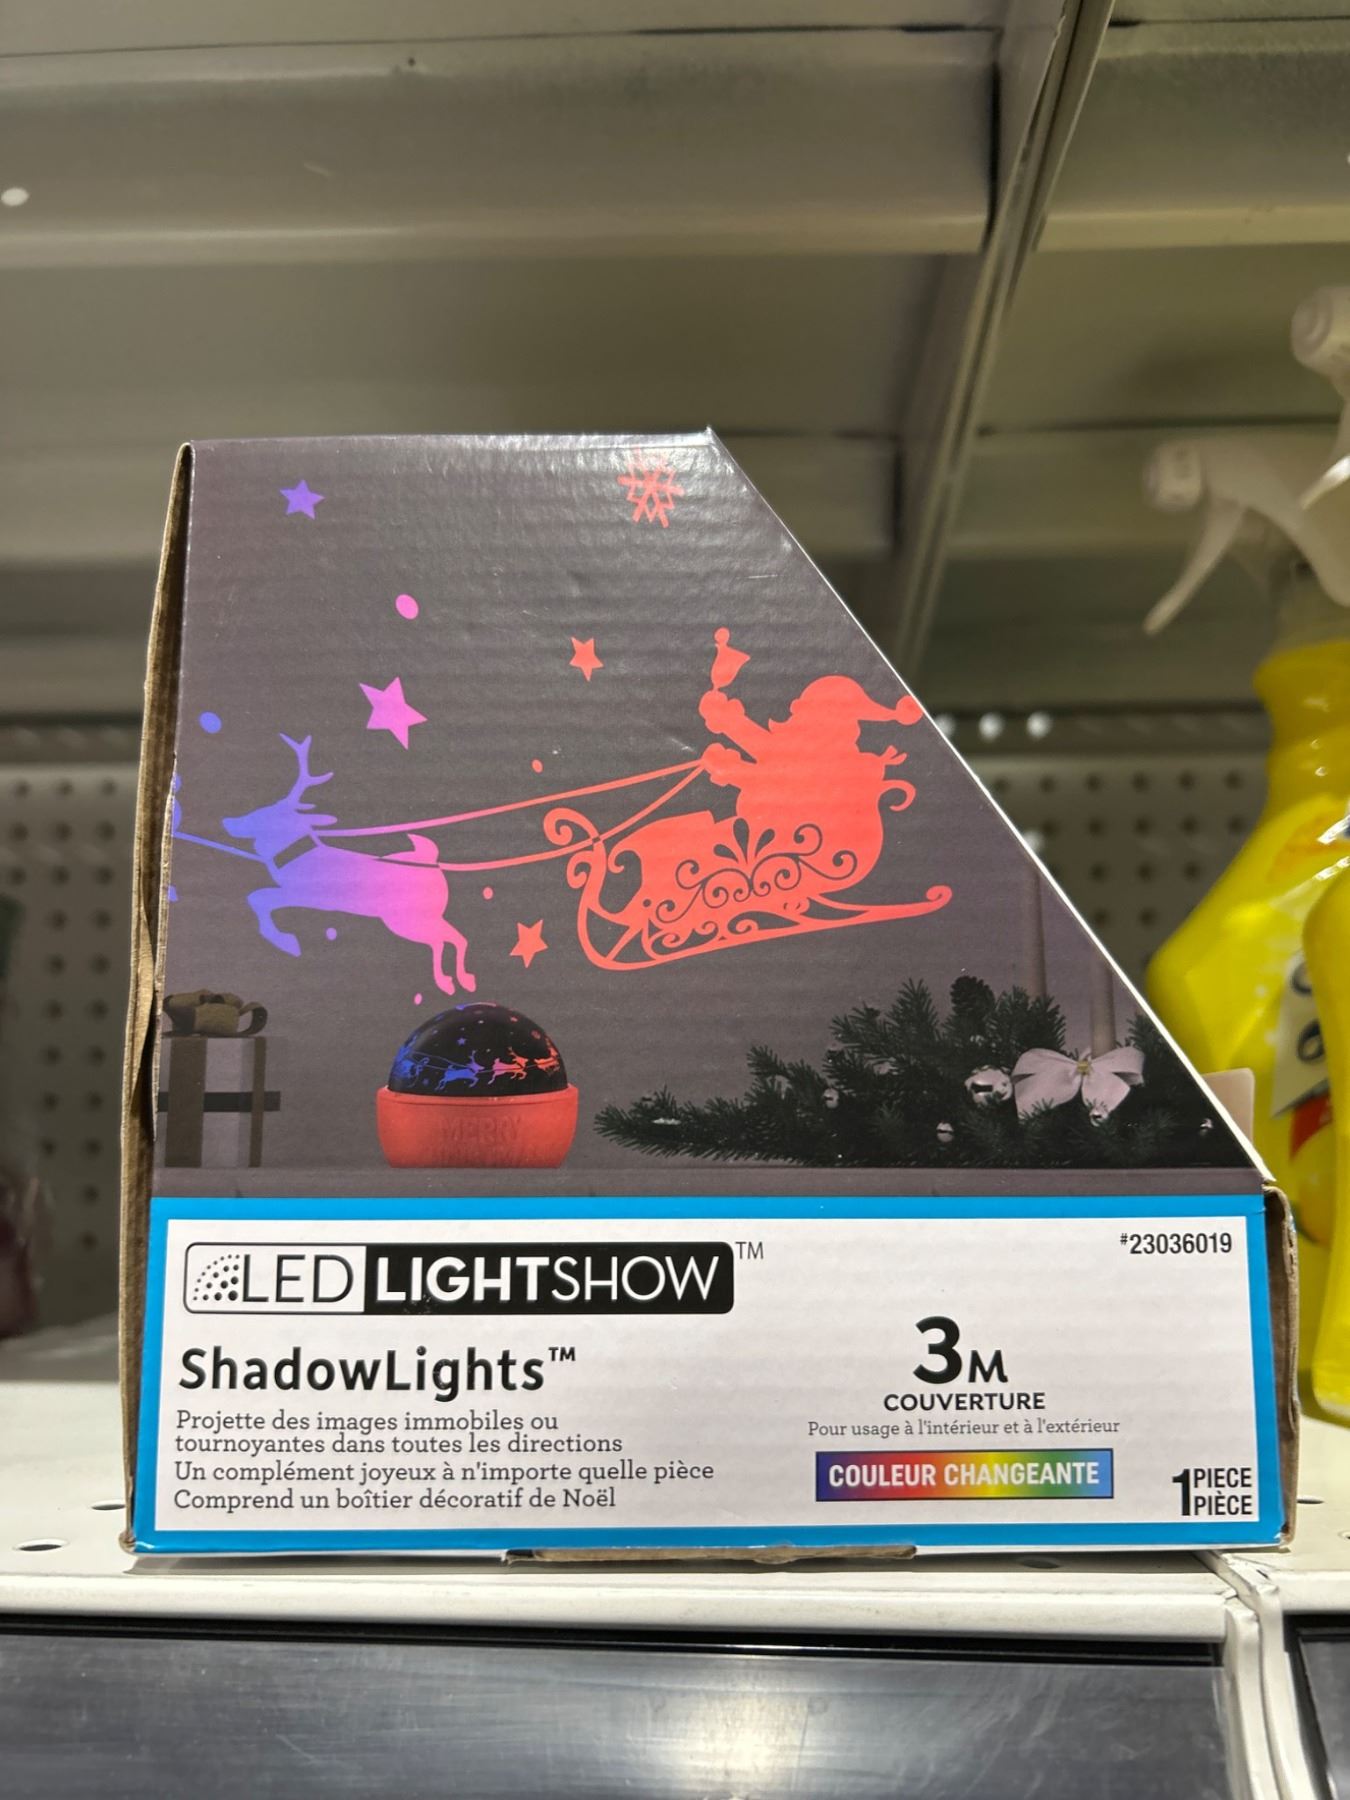 MERRY
LED LIGHTSHOW™
#23036019
ShadowLights™
Projette des images immobiles ou
tournoyantes dans toutes les directions
Un complément joyeux à n'importe quelle pièce
Comprend un boîtier décoratif de Noël
3M
COUVERTURE
Pour usage à l'intérieur et à l'extérieur
COULEUR CHANGEANTE
1 PIECE
PIÈCE